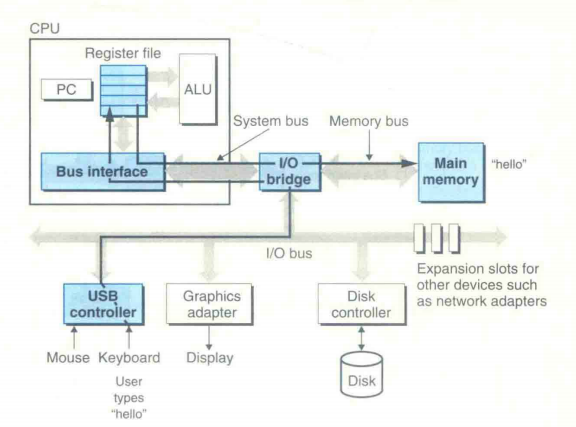 CPU
Register file
PC
ALU
System bus
Memory bus
Bus interface
I/O
bridge
Main
memory
"hello"
I/O bus
Expansion slots for
other devices such
as network adapters
USB
controller
Graphics
adapter
Disk
controller
Mouse
Keyboard
Display
User
types
"hello"
Disk